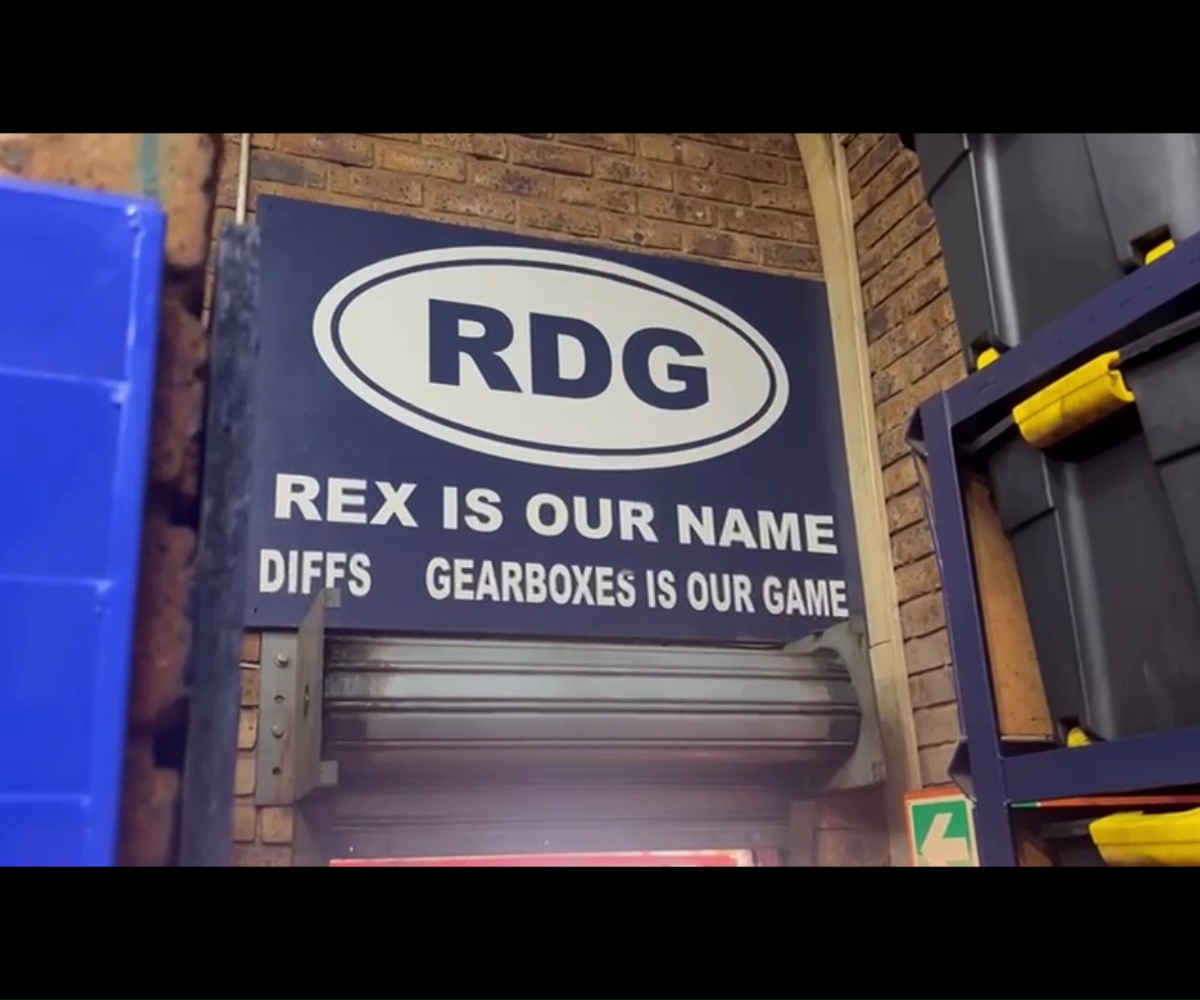 RDG
REX IS OUR NAME
DIFFS GEARBOXES IS OUR GAME